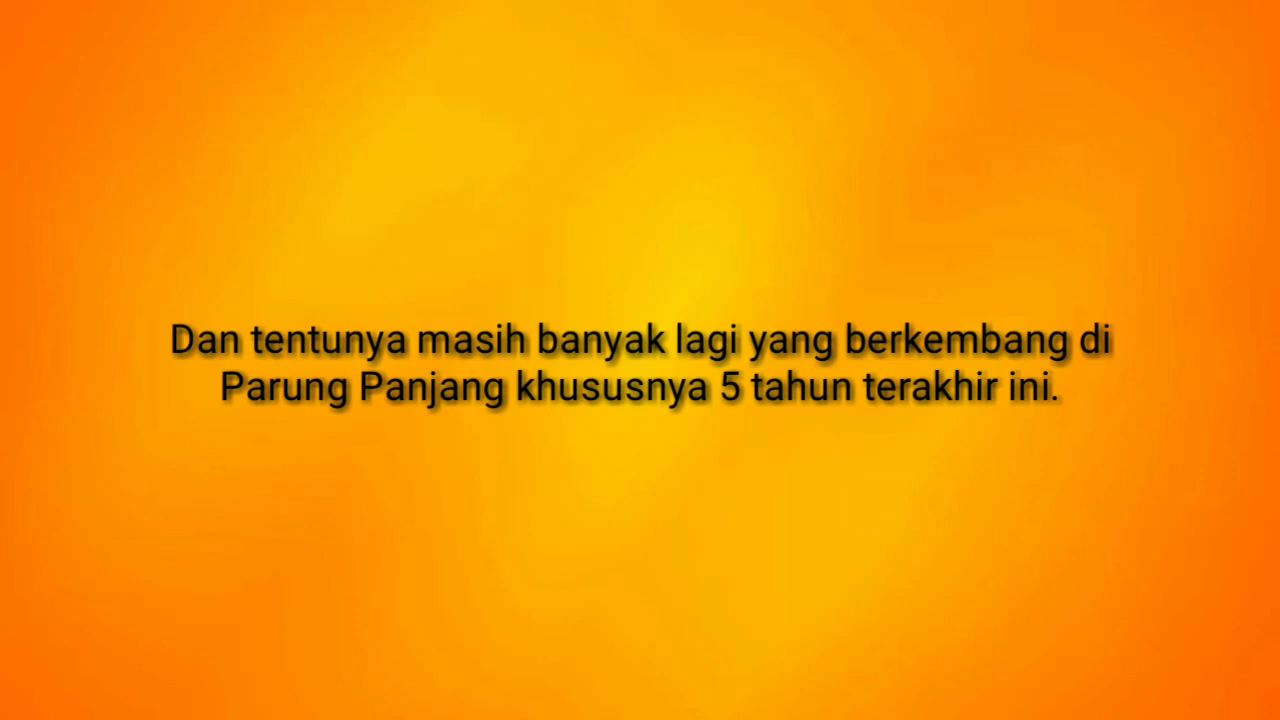 Dan tentunya masih banyak lagi yang berkembang di
Parung Panjang khususnya 5 tahun terakhir ini.